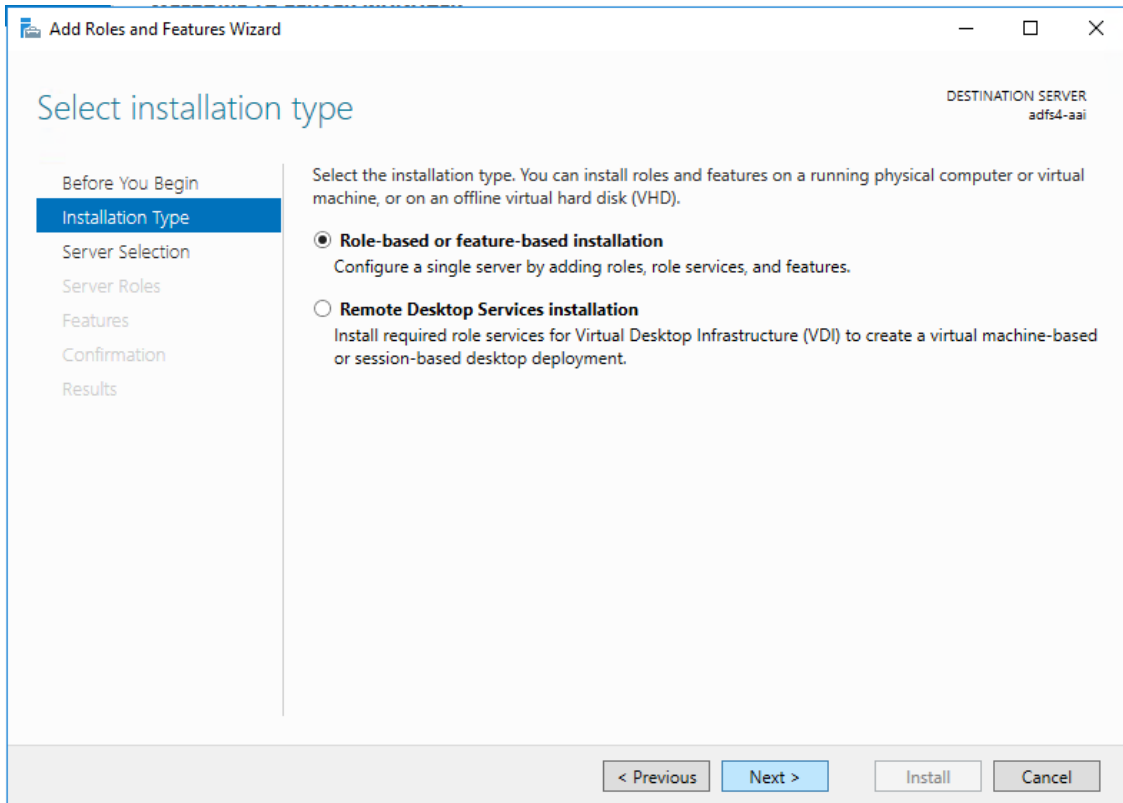 Add Roles and Features Wizard
Select installation type
DESTINATION SERVER
adfs4-aai
Before You Begin
Installation Type
Server Selection
Server Roles
Features
Confirmation
Results
Select the installation type. You can install roles and features on a running physical computer or virtual
machine, or on an offline virtual hard disk (VHD).
Role-based or feature-based installation
Configure a single server by adding roles, role services, and features.
Remote Desktop Services installation
Install required role services for Virtual Desktop Infrastructure (VDI) to create a virtual machine-based
or session-based desktop deployment.
< Previous
Next >
Install
Cancel